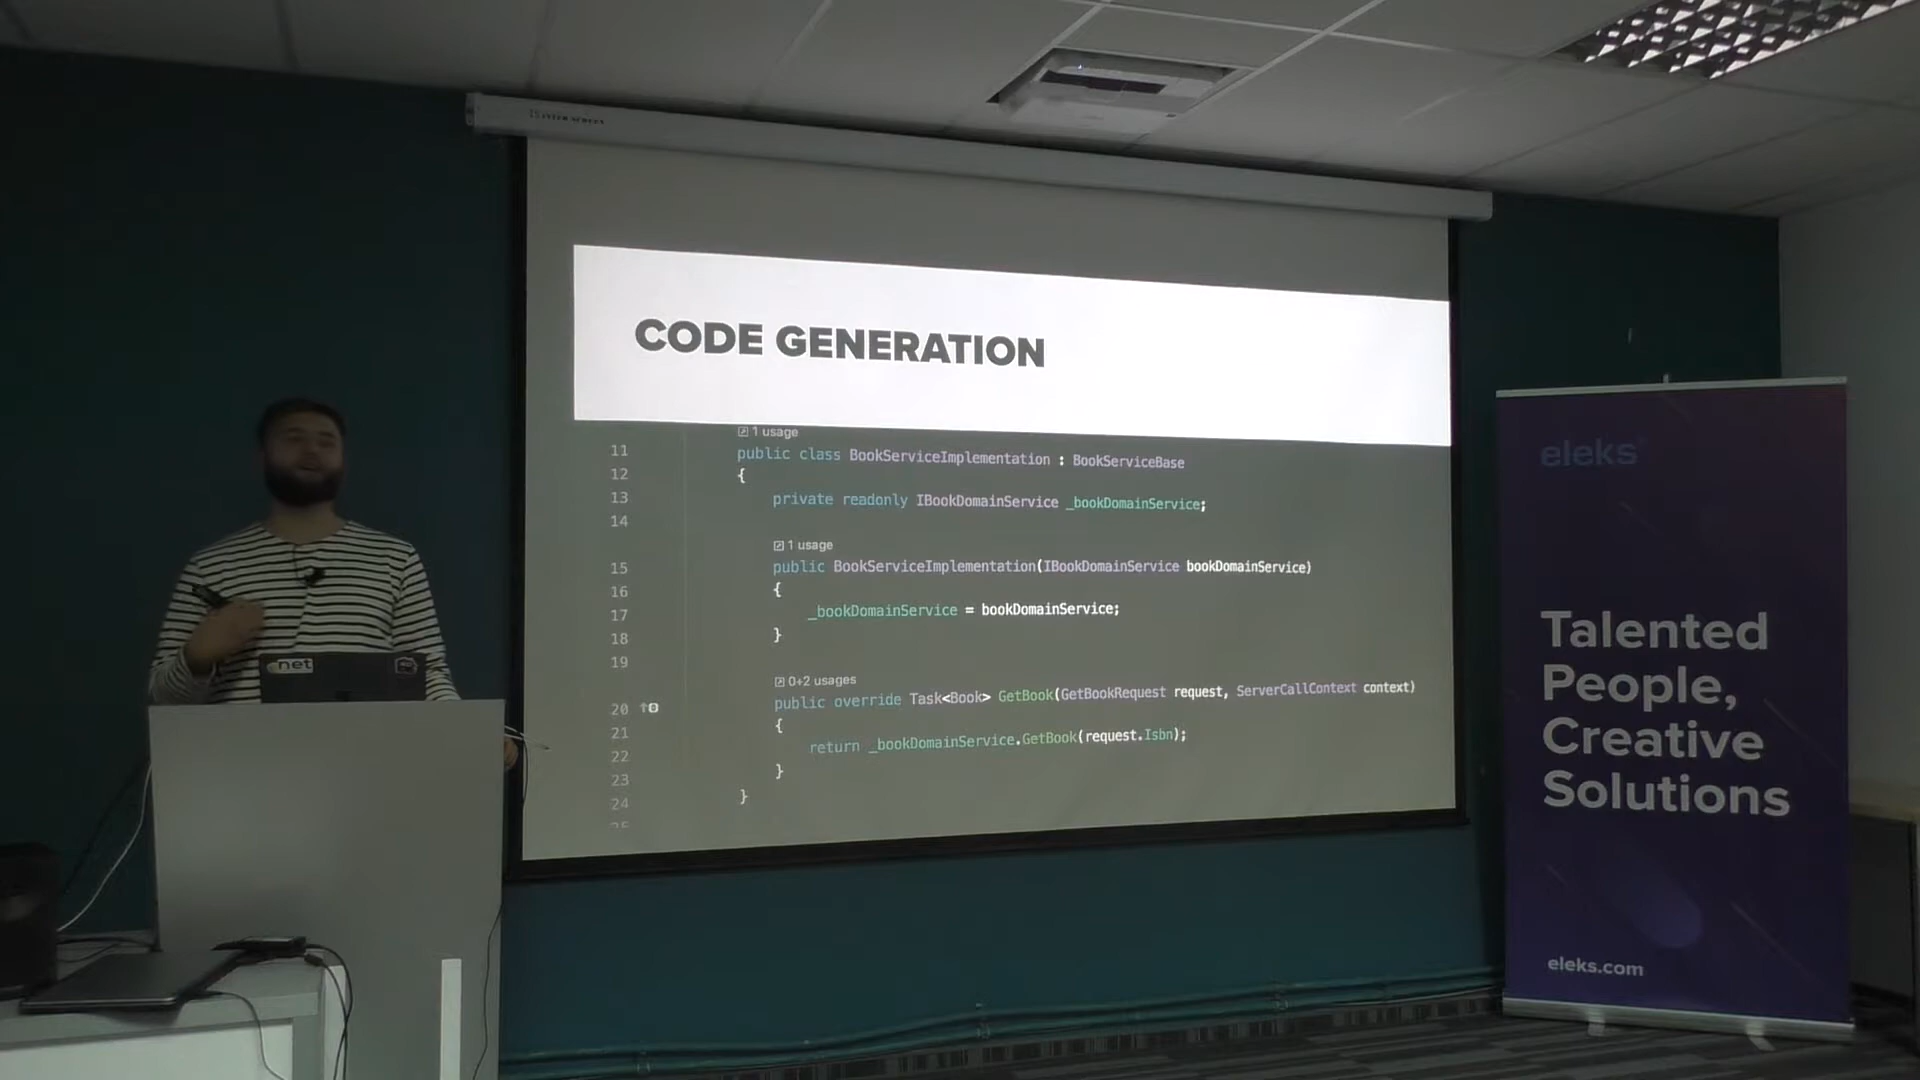 INTER SCREEN
CODE GENERATION
1 usage
11 public class BookServiceImplementation : BookServiceBase
12 {
13 private readonly IBookDomainService _bookDomainService;
14
1 usage
15 public BookServiceImplementation(IBookDomainService bookDomainService)
16 {
17 _bookDomainService = bookDomainService;
18 }
19
0+2 usages
20 public override Task<Book> GetBook(GetBookRequest request, ServerCallContext context)
21 {
22 return _bookDomainService.GetBook(request.Isbn);
23 }
24 }
25
.net
eleks
Talented
People,
Creative
Solutions
eleks.com